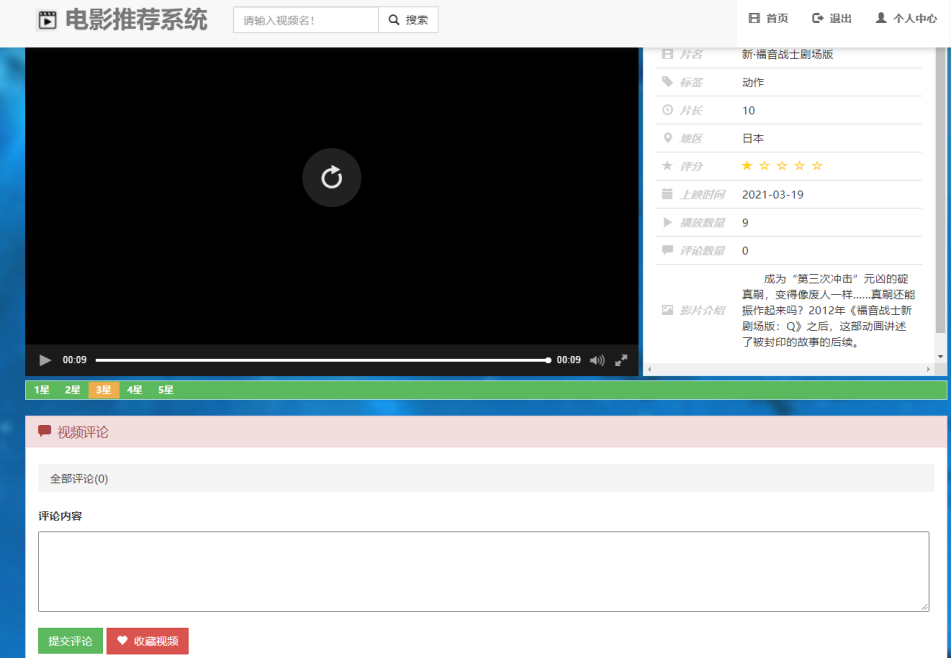 电影推荐系统
请输入视频名！
搜索
首页
退出
个人中心
片名 新·福音战士剧场版
标签 动作
片长 10
地区 日本
评分
上映时间 2021-03-19
播放数量 9
评论数量 0
影片介绍
成为“第三次冲击”元凶的碇
真嗣，变得像废人一样……真嗣还能
振作起来吗？2012年《福音战士新
剧场版：Q》之后，这部动画讲述
了被封印的故事的后续。
00:09 00:09
1星 2星 3星 4星 5星
视频评论
全部评论(0)
评论内容
提交评论 收藏视频